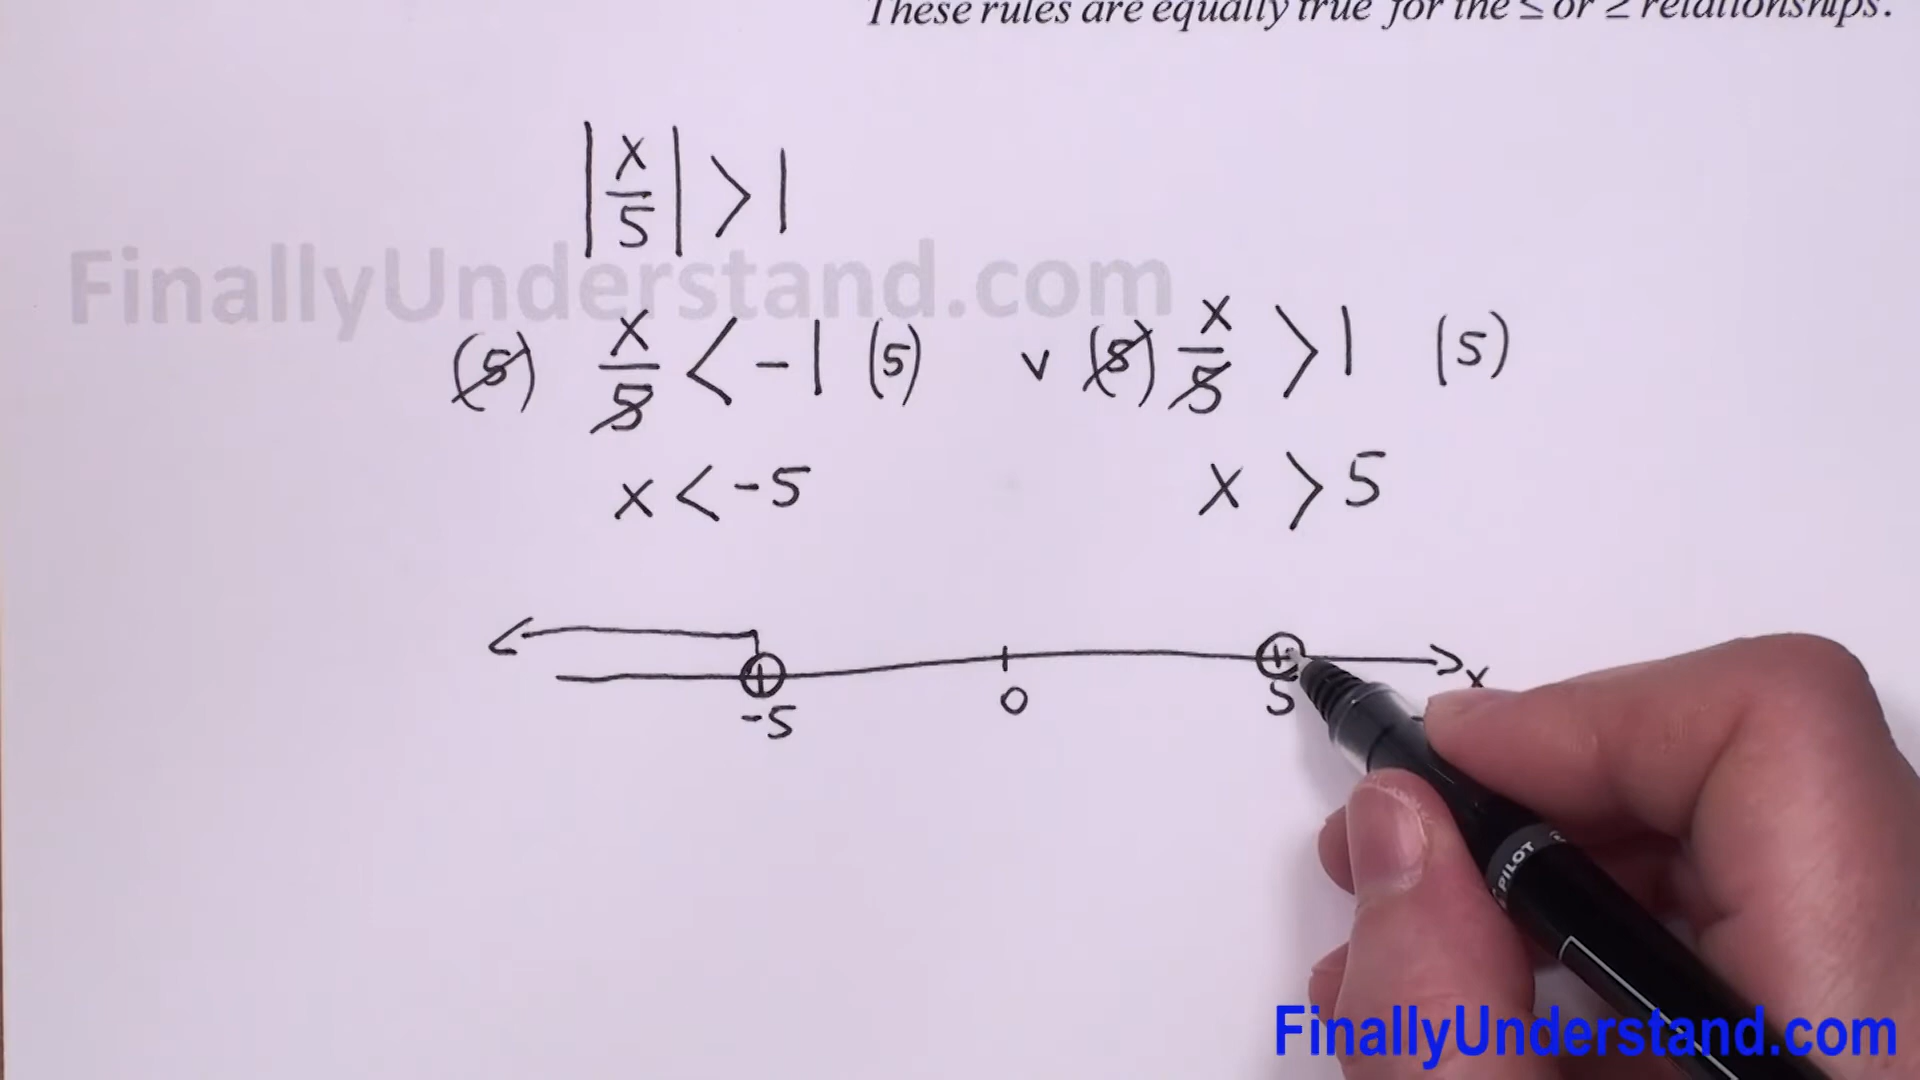 These rules are equally true for the ≤ or ≥ relationships.
|x/5| > 1
FinallyUnderstand.com
(5) x/5 < -1 (5) v (5) x/5 > 1 (5)
x < -5 x > 5
-5 0 5 x
PILOT
FinallyUnderstand.com